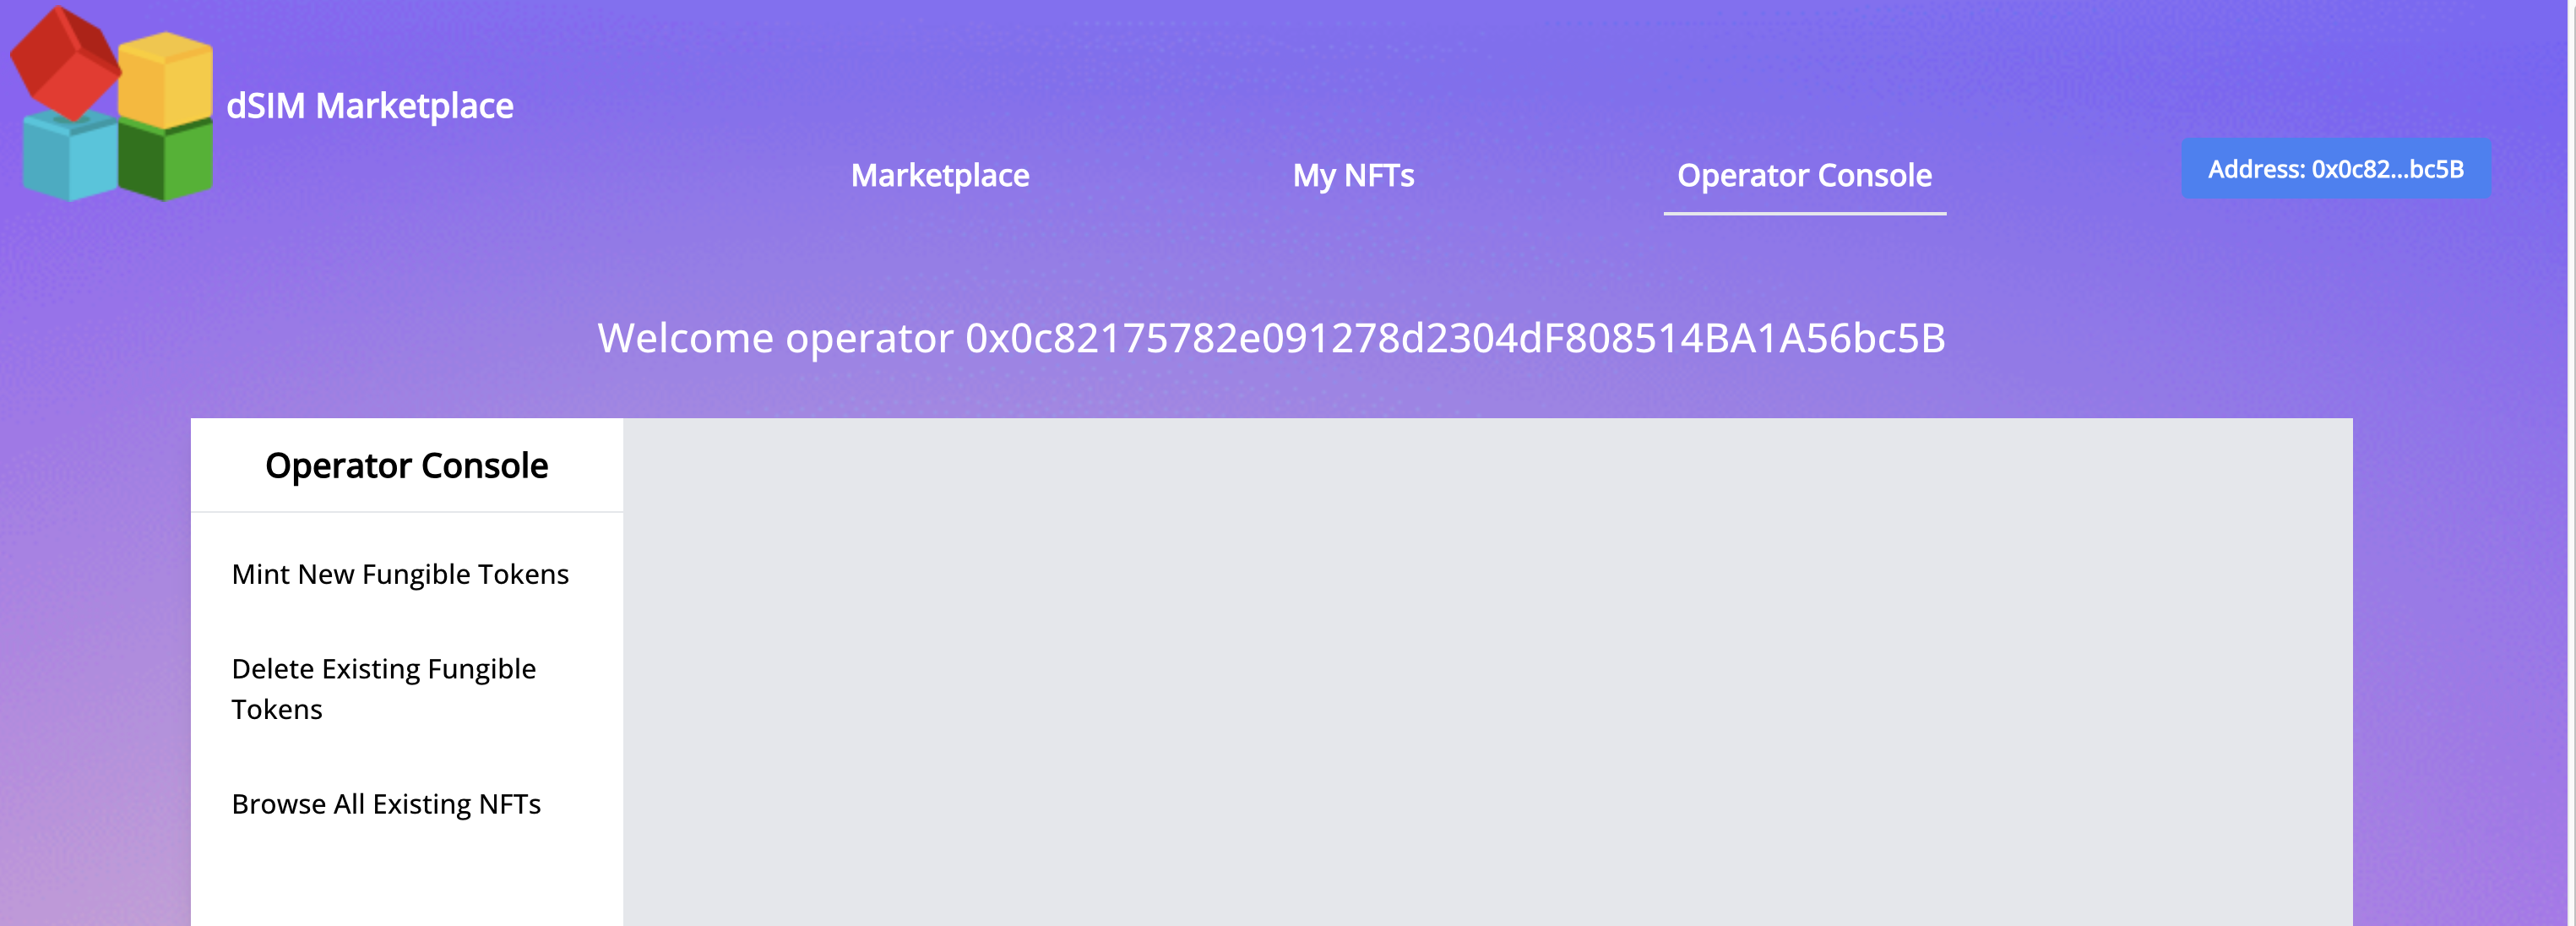 dSIM Marketplace
Marketplace
My NFTs
Operator Console
Address: 0x0c82...bc5B
Welcome operator 0x0c82175782e091278d2304dF808514BA1A56bc5B
Operator Console
Mint New Fungible Tokens
Delete Existing Fungible
Tokens
Browse All Existing NFTs